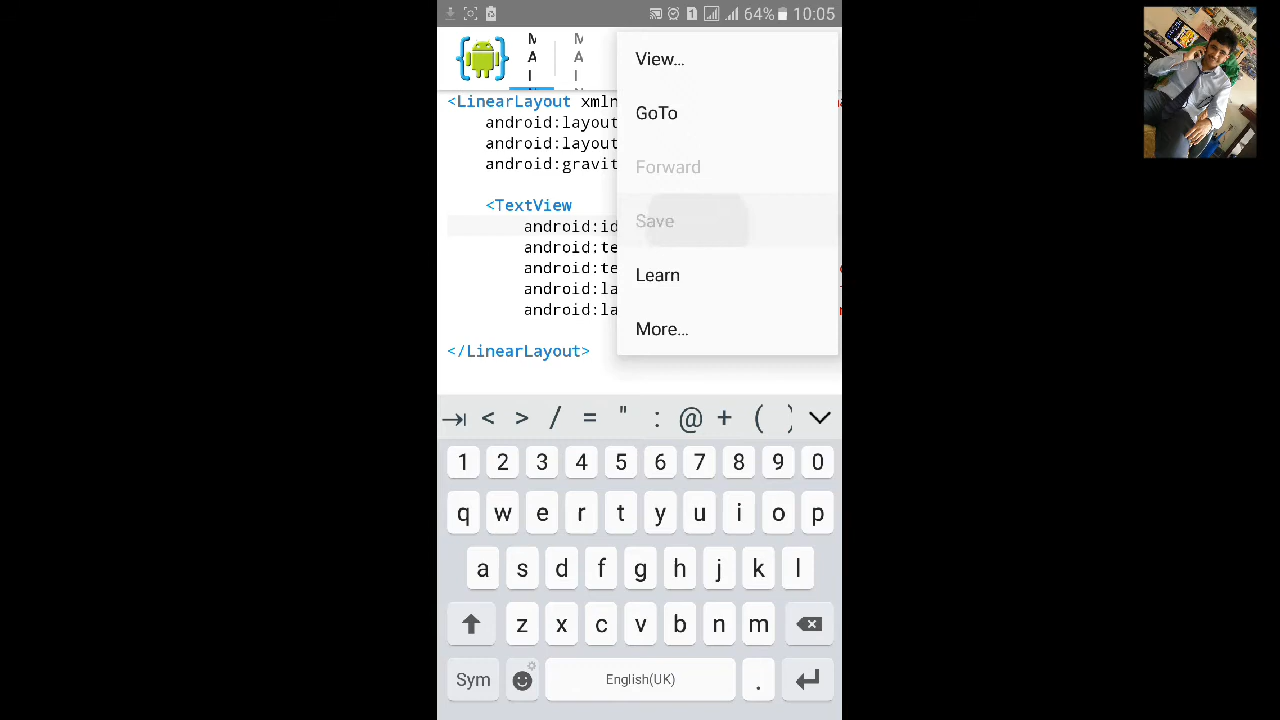 64% 10:05
M
A
I
M
A
I
View...
GoTo
Forward
Save
Learn
More...
<LinearLayout xmln
android:layout
android:layout
android:gravit
<TextView
android:id
android:te
android:te
android:la
android:la
</LinearLayout>
< > / = " : @ + ( )
1 2 3 4 5 6 7 8 9 0
q w e r t y u i o p
a s d f g h j k l
z x c v b n m
Sym English(UK) .